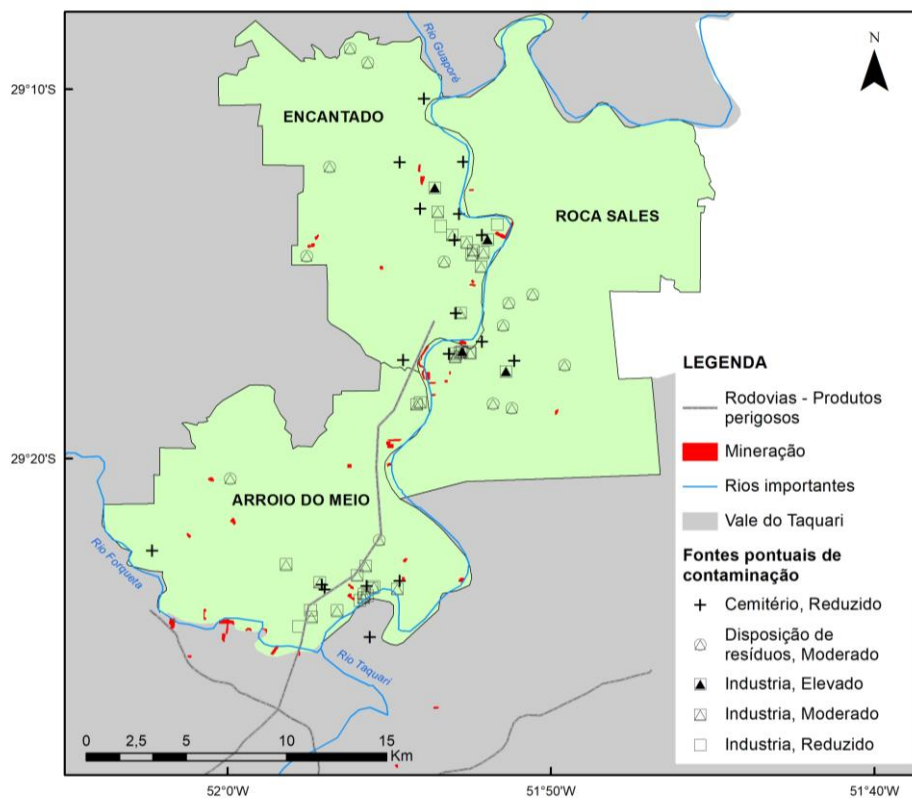 N
Rio Guaporé
29°10'S
ENCANTADO
ROCA SALES
LEGENDA
Rodovias - Produtos
perigosos
Mineração
Rios importantes
Vale do Taquari
Fontes pontuais de
contaminação
Cemitério, Reduzido
Disposição de
resíduos, Moderado
Industria, Elevado
Industria, Moderado
Industria, Reduzido
29°20'S
ARROIO DO MEIO
Rio Forqueta
Rio Taquari
0 2,5 5 10 15
Km
52°0'W 51°50'W 51°40'W